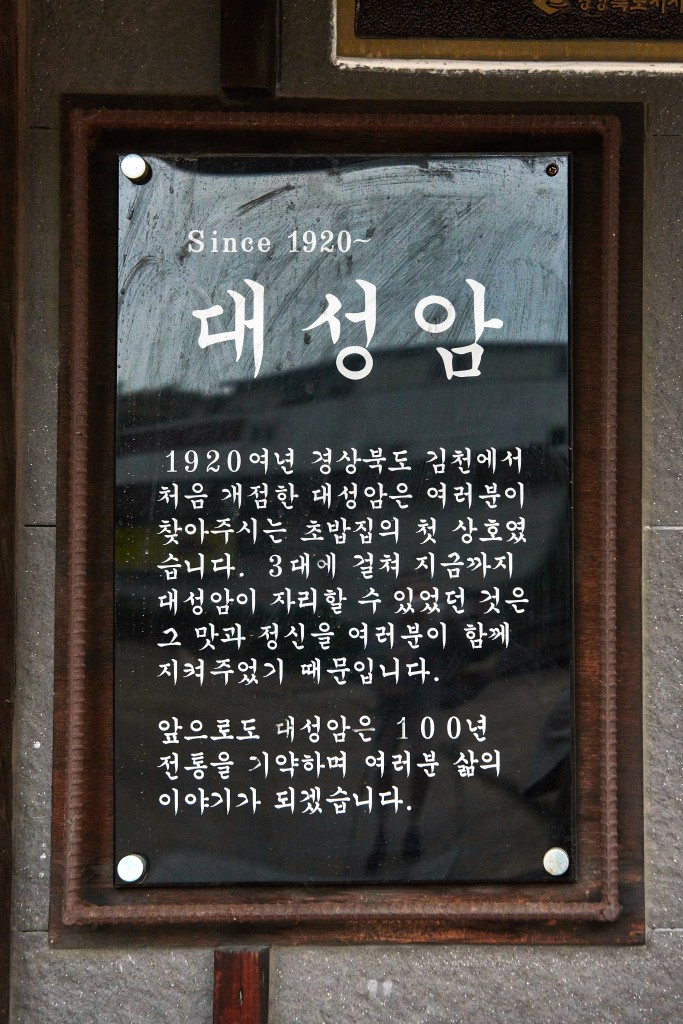 Since 1920~
대성암
1920여년 경상북도 김천에서
처음 개점한 대성암은 여러분이
찾아주시는 초밥집의 첫 상호였
습니다. 3대에 걸쳐 지금까지
대성암이 자리할 수 있었던 것은
그 맛과 정신을 여러분이 함께
지켜주었기 때문입니다.
앞으로도 대성암은 100년
전통을 기약하며 여러분 삶의
이야기가 되겠습니다.